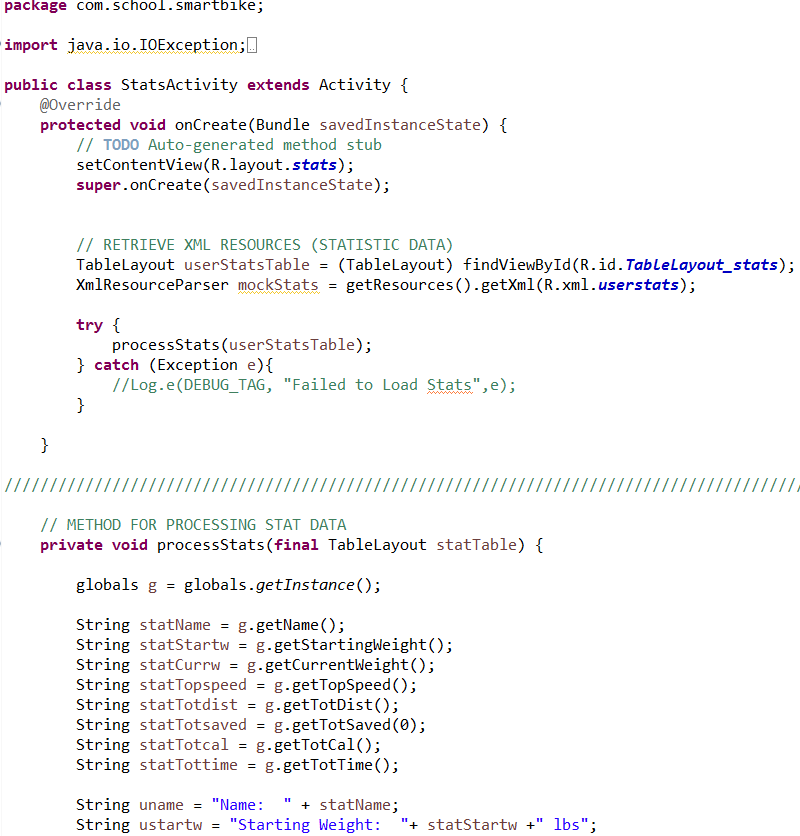 package com.school.smartbike;
import java.io.IOException;
public class StatsActivity extends Activity {
@Override
protected void onCreate(Bundle savedInstanceState) {
// TODO Auto-generated method stub
setContentView(R.layout.stats);
super.onCreate(savedInstanceState);
// RETRIEVE XML RESOURCES (STATISTIC DATA)
TableLayout userStatsTable = (TableLayout) findViewById(R.id.TableLayout_stats);
XmlResourceParser mockStats = getResources().getXml(R.xml.userstats);
try {
processStats(userStatsTable);
} catch (Exception e){
//Log.e(DEBUG_TAG, "Failed to Load Stats",e);
}
}
/////////////////////////////////////////////////////////////////////////////////////////
// METHOD FOR PROCESSING STAT DATA
private void processStats(final TableLayout statTable) {
globals g = globals.getInstance();
String statName = g.getName();
String statStartw = g.getStartingWeight();
String statCurrw = g.getCurrentWeight();
String statTopspeed = g.getTopSpeed();
String statTotdist = g.getTotDist();
String statTotsaved = g.getTotSaved(0);
String statTotcal = g.getTotCal();
String statTottime = g.getTotTime();
String uname = "Name:  " + statName;
String ustartw = "Starting Weight:  "+ statStartw +" lbs";